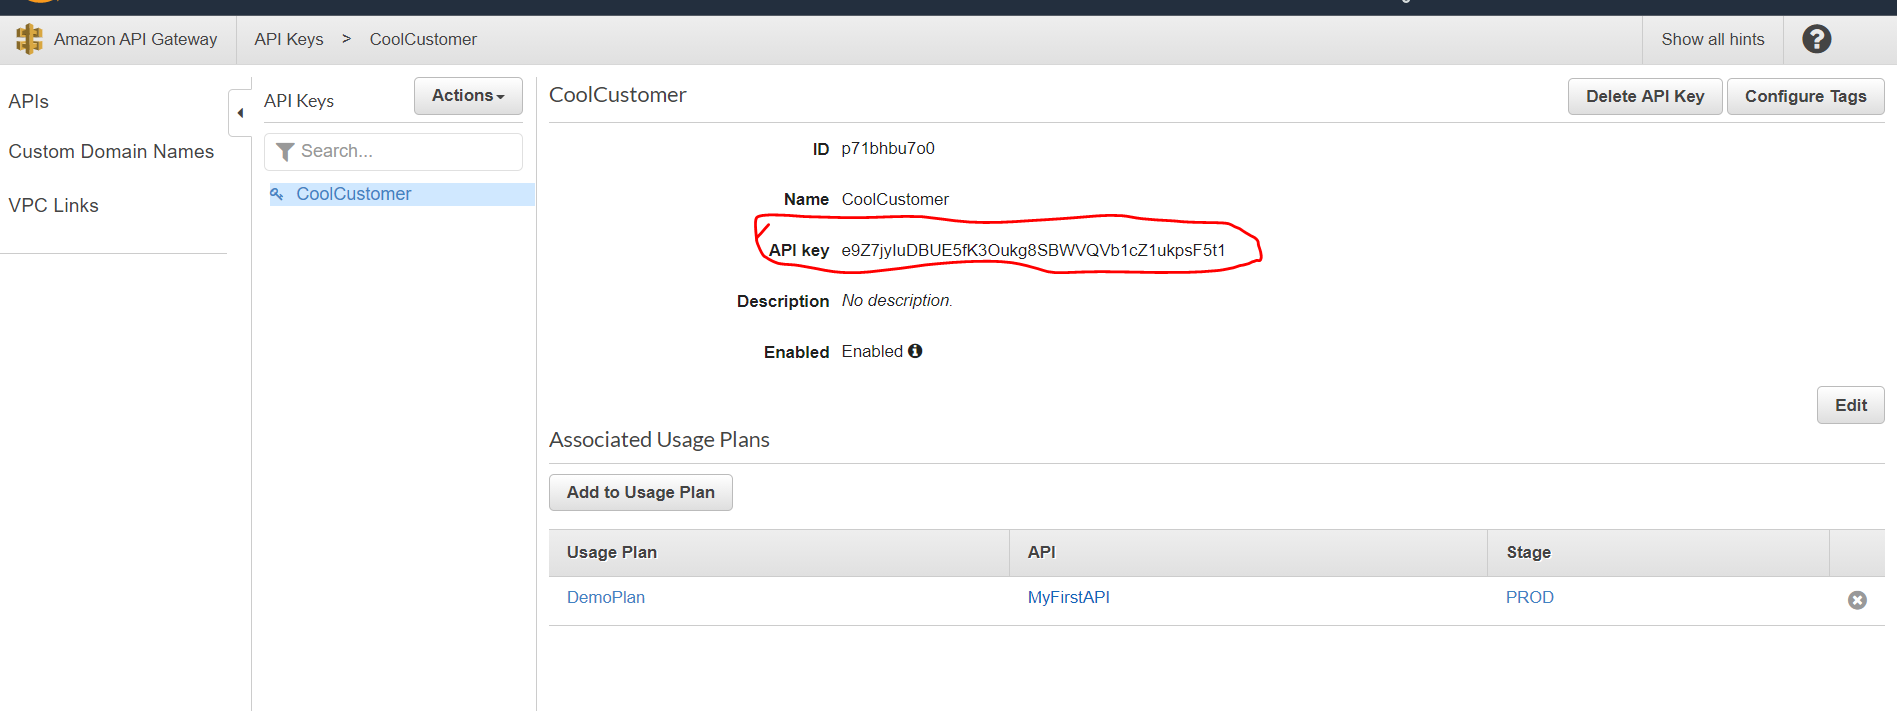 Amazon API Gateway API Keys > CoolCustomer Show all hints ?
APIs
Custom Domain Names
VPC Links
API Keys Actions
Search...
CoolCustomer
CoolCustomer Delete API Key Configure Tags
ID p71bhbu7o0
Name CoolCustomer
API key e9Z7jyIuDBUE5fK3Oukg8SBWVQVb1cZ1ukpsF5t1
Description No description.
Enabled Enabled
Edit
Associated Usage Plans
Add to Usage Plan
Usage Plan API Stage
DemoPlan MyFirstAPI PROD